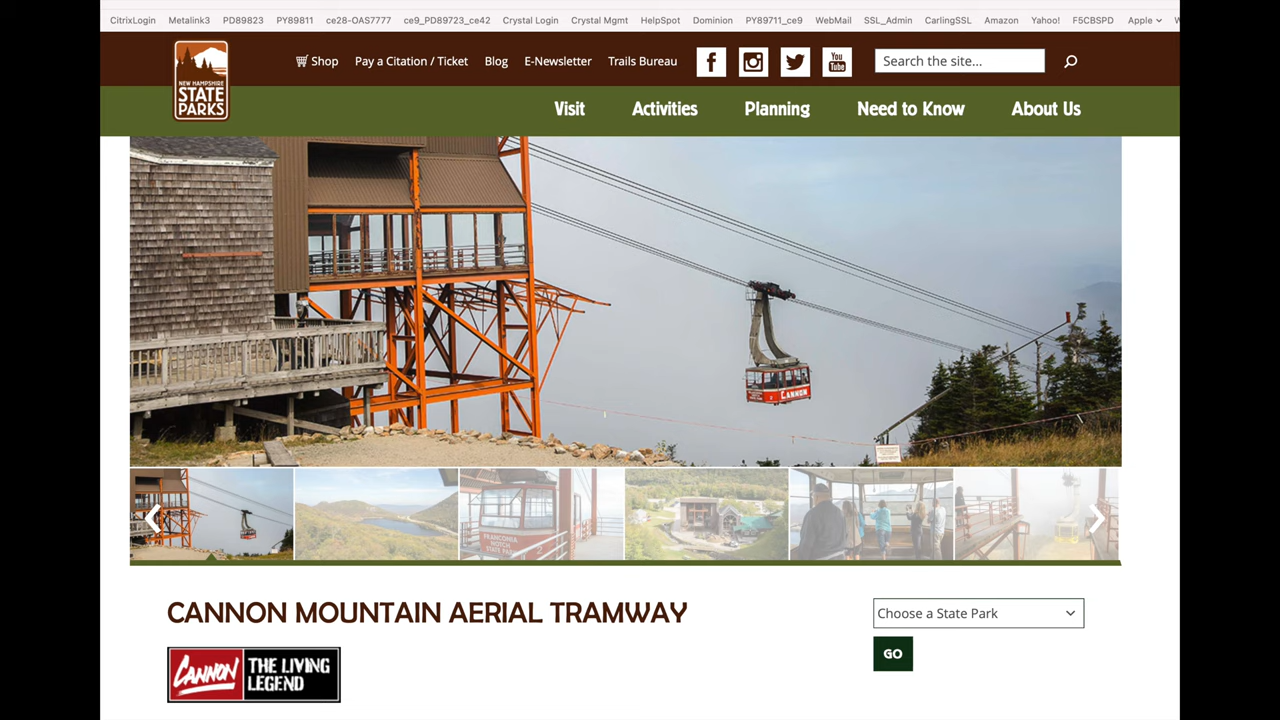 CitrixLogin Metalink3 PD89823 PY89811 ce28-OAS7777 ce9_PD89723_ce42 Crystal Login Crystal Mgmt HelpSpot Dominion PY89711_ce9 WebMail SSL_Admin CarlingSSL Amazon Yahoo! F5CBSPD Apple
NEW HAMPSHIRE
STATE
PARKS
Shop Pay a Citation / Ticket Blog E-Newsletter Trails Bureau
You
Tube
Search the site...
Visit Activities Planning Need to Know About Us
CANNON
FRANCONIA
NOTCH
STATE PARK
2
CANNON MOUNTAIN AERIAL TRAMWAY
Choose a State Park
GO
CANNON THE LIVING
LEGEND